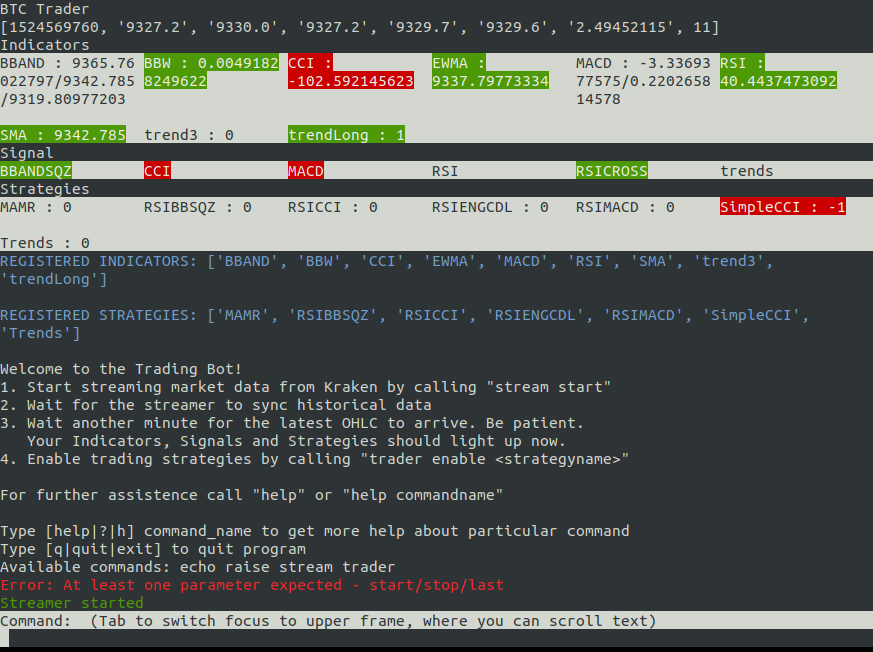 BTC Trader
[1524569760, '9327.2', '9330.0', '9327.2', '9329.7', '9329.6', '2.49452115', 11]
Indicators
BBAND : 9365.76 BBW : 0.0049182 CCI : EWMA : MACD : -3.33693 RSI :
022797/9342.785 8249622 -102.592145623 9337.79773334 77575/0.2202658 40.4437473092
/9319.80977203 14578
SMA : 9342.785 trend3 : 0 trendLong : 1
Signal
BBANDSQZ CCI MACD RSI RSICROSS trends
Strategies
MAMR : 0 RSIBBSQZ : 0 RSICCI : 0 RSIENGCDL : 0 RSIMACD : 0 SimpleCCI : -1
Trends : 0
REGISTERED INDICATORS: ['BBAND', 'BBW', 'CCI', 'EWMA', 'MACD', 'RSI', 'SMA', 'trend3',
'trendLong']
REGISTERED STRATEGIES: ['MAMR', 'RSIBBSQZ', 'RSICCI', 'RSIENGCDL', 'RSIMACD', 'SimpleCCI',
'Trends']
Welcome to the Trading Bot!
1. Start streaming market data from Kraken by calling "stream start"
2. Wait for the streamer to sync historical data
3. Wait another minute for the latest OHLC to arrive. Be patient.
Your Indicators, Signals and Strategies should light up now.
4. Enable trading strategies by calling "trader enable <strategyname>"
For further assistence call "help" or "help commandname"
Type [help|?|h] command_name to get more help about particular command
Type [q|quit|exit] to quit program
Available commands: echo raise stream trader
Error: At least one parameter expected - start/stop/last
Streamer started
Command:  (Tab to switch focus to upper frame, where you can scroll text)